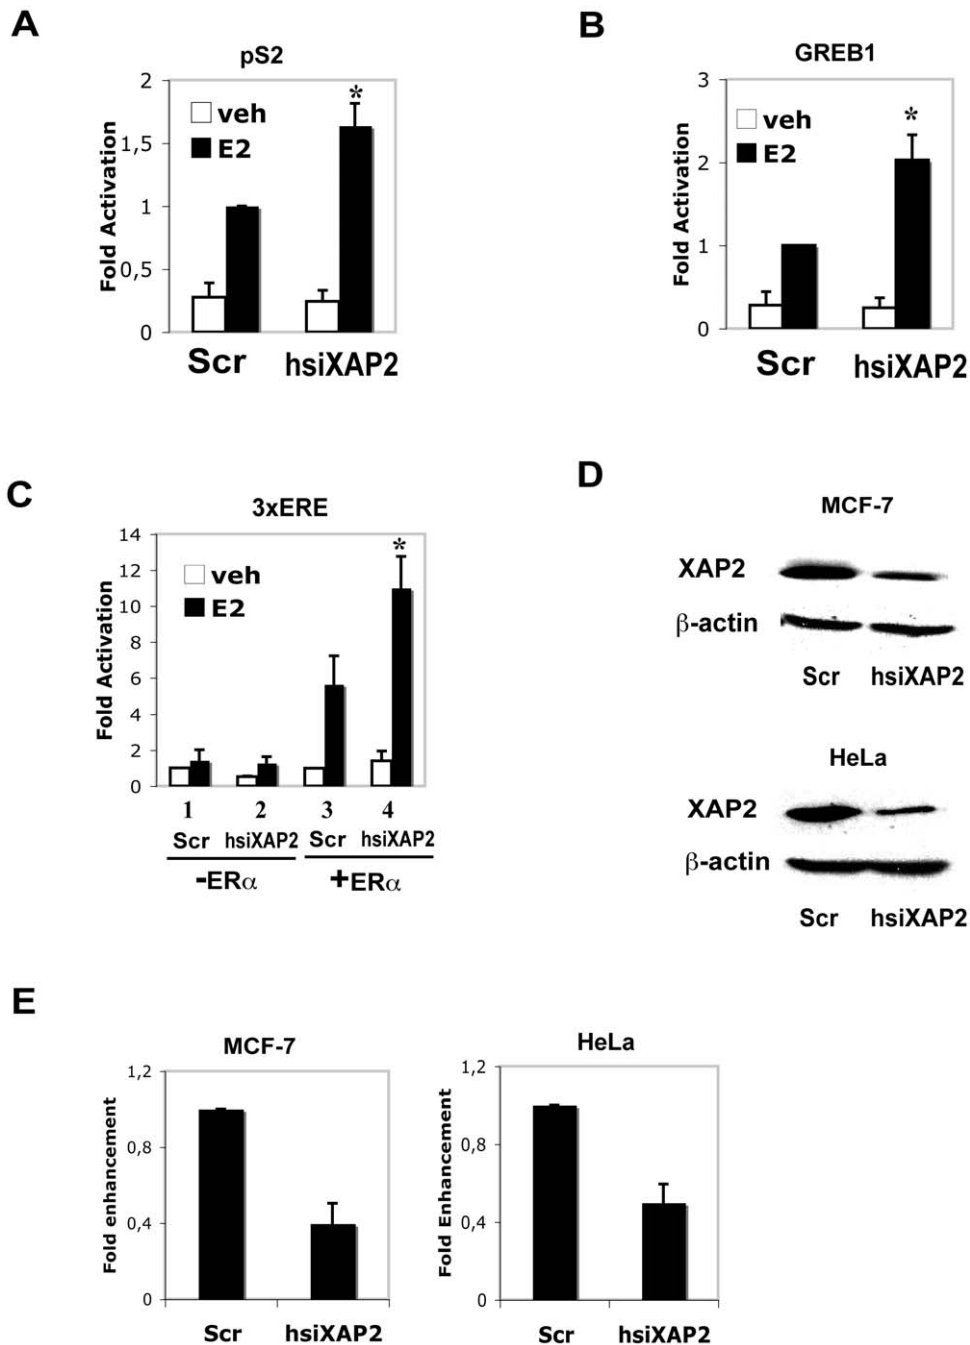 A
pS2
2
1,5
1
0,5
0
Fold Activation
veh
E2
*
Scr hsiXAP2
B
GREB1
3
2
1
0
Fold Activation
veh
E2
*
Scr hsiXAP2
C
3xERE
14
12
10
8
6
4
2
0
Fold Activation
veh
E2
*
1 2 3 4
Scr hsiXAP2 Scr hsiXAP2
-ERα +ERα
D
MCF-7
XAP2
β-actin
Scr hsiXAP2
HeLa
XAP2
β-actin
Scr hsiXAP2
E
MCF-7
1,2
0,8
0,4
0
Fold enhancement
Scr hsiXAP2
HeLa
1,2
0,8
0,4
0
Fold Enhancement
Scr hsiXAP2